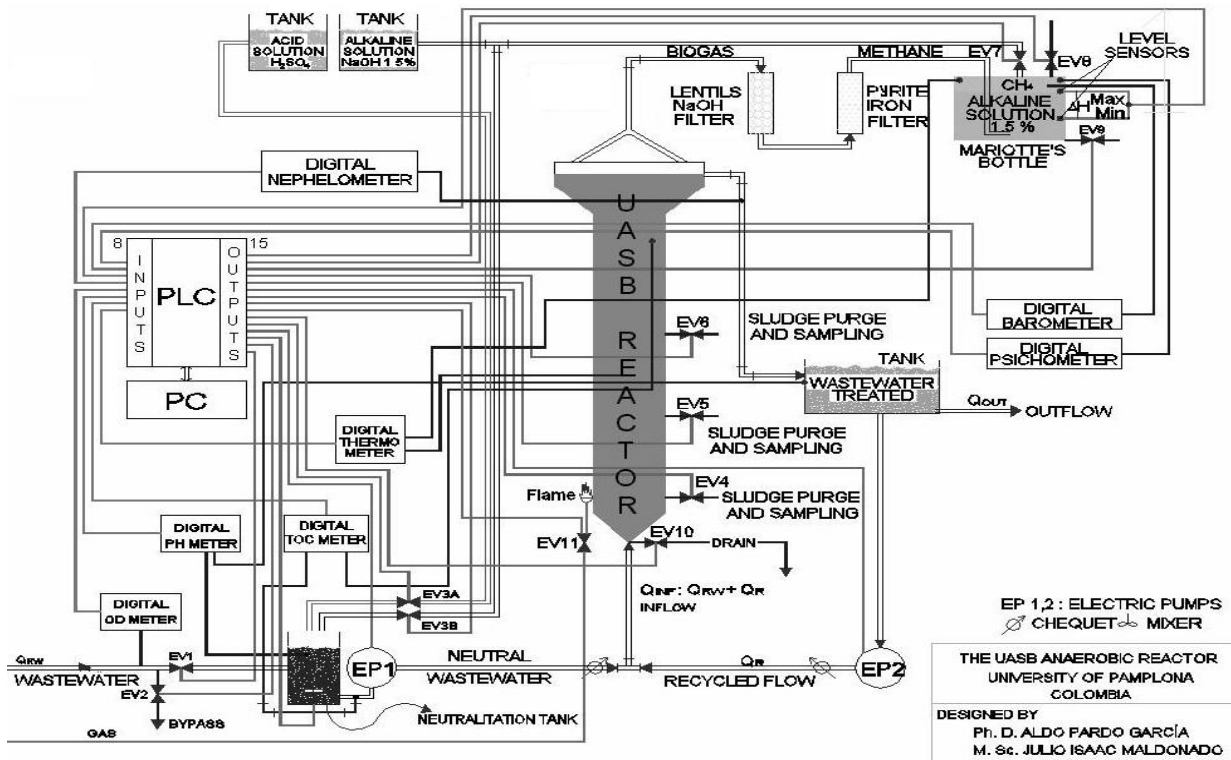 TANK
ACID
SOLUTION
H₂SO₄
TANK
ALKALINE
SOLUTION
NaOH 1.5%
BIOGAS
METHANE
EV7
EV8
LEVEL
SENSORS
LENTILS
NaOH
FILTER
PYRITE
IRON
FILTER
CH₄
ALKALINE
SOLUTION
1.5 %
ΔH
Max
Min
EV9
MARIOTTE'S
BOTTLE
DIGITAL
NEPHELOMETER
UASB REACTOR
8
15
INPUTS
PLC
OUTPUTS
PC
DIGITAL
BAROMETER
DIGITAL
PSICHOMETER
EV6
SLUDGE PURGE
AND SAMPLING
TANK
WASTEWATER
TREATED
QOUT
OUTFLOW
EV5
SLUDGE PURGE
AND SAMPLING
DIGITAL
THERMO
METER
EV4
SLUDGE PURGE
AND SAMPLING
Flame
DIGITAL
PH METER
DIGITAL
TOC METER
EV11
EV10
DRAIN
QINF: QRW+ QR
INFLOW
DIGITAL
OD METER
EV3A
EV3B
EP 1,2 : ELECTRIC PUMPS
CHEQUET
MIXER
QRW
WASTEWATER
EV1
EV2
BYPASS
GAS
EP1
NEUTRAL
WASTEWATER
QR
RECYCLED FLOW
EP2
NEUTRALITATION TANK
THE UASB ANAEROBIC REACTOR
UNIVERSITY OF PAMPLONA
COLOMBIA
DESIGNED BY
Ph. D. ALDO PARDO GARCÍA
M. Sc. JULIO ISAAC MALDONADO